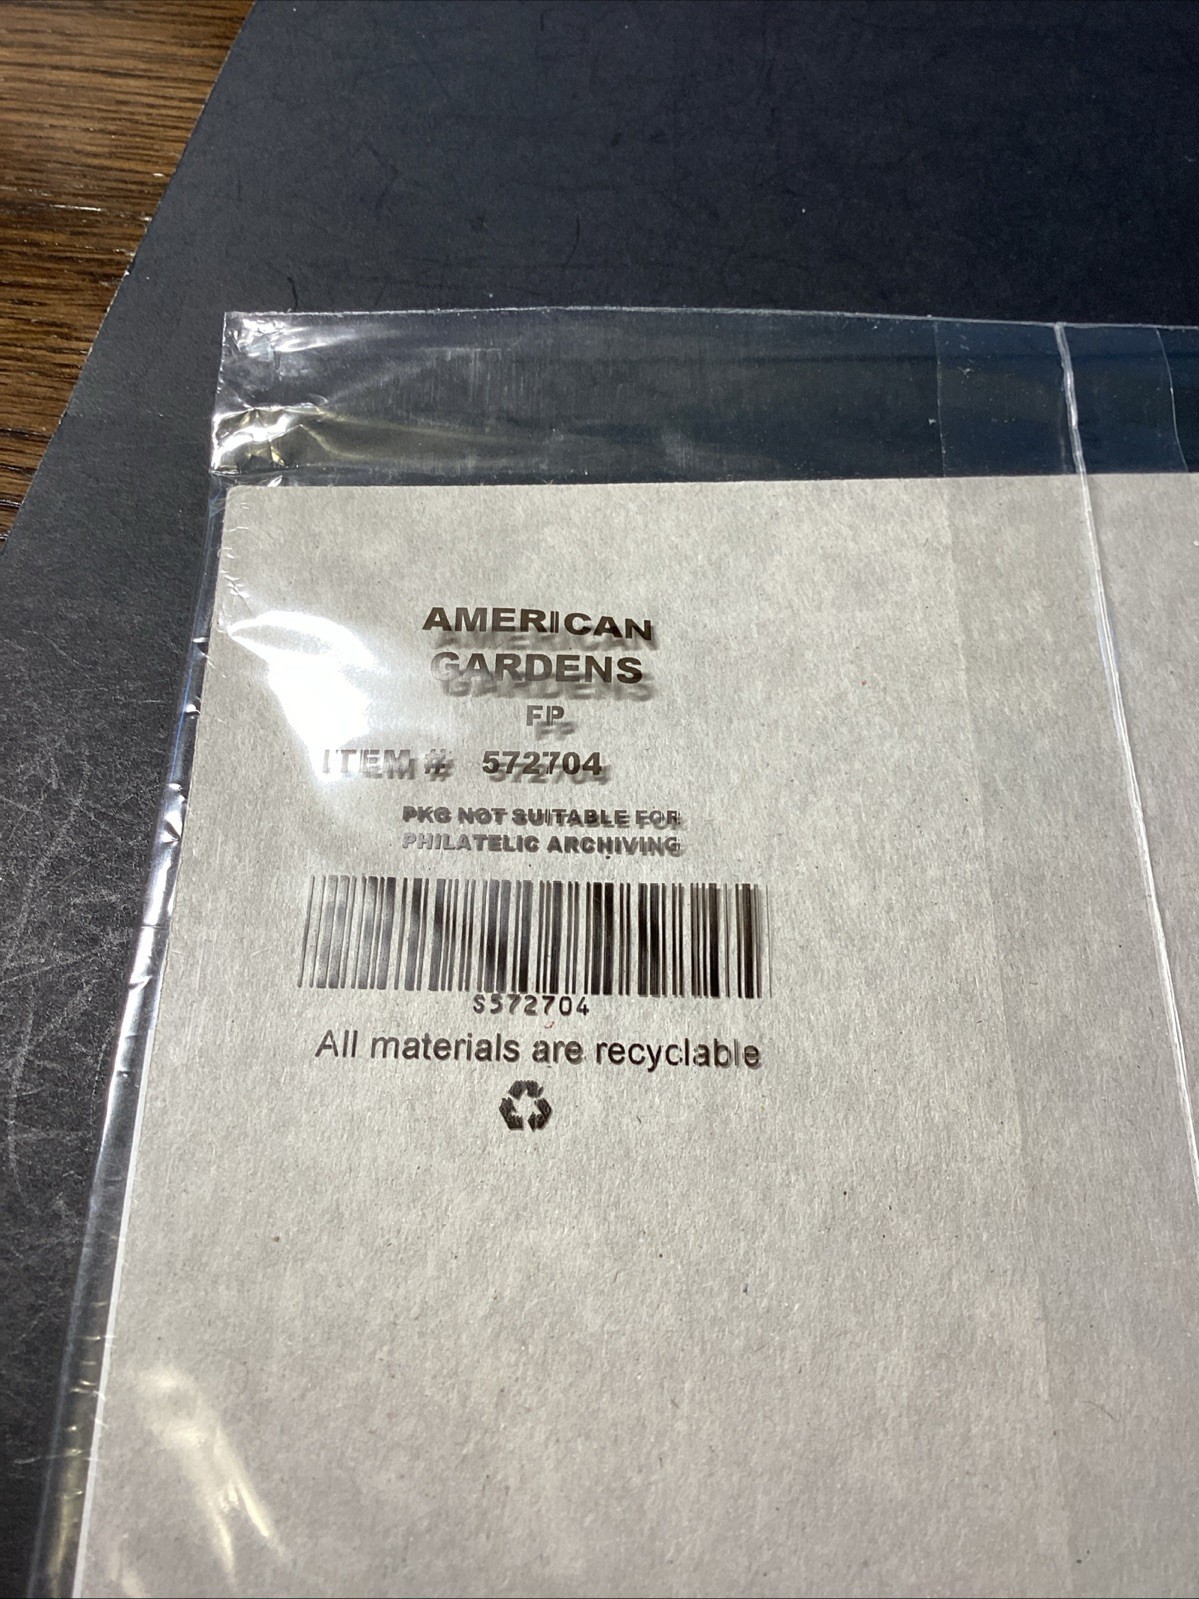 AMERICAN
GARDENS
FP
ITEM # 572704
PKG NOT SUITABLE FOR
PHILATELIC ARCHIVING
S572704
All materials are recyclable